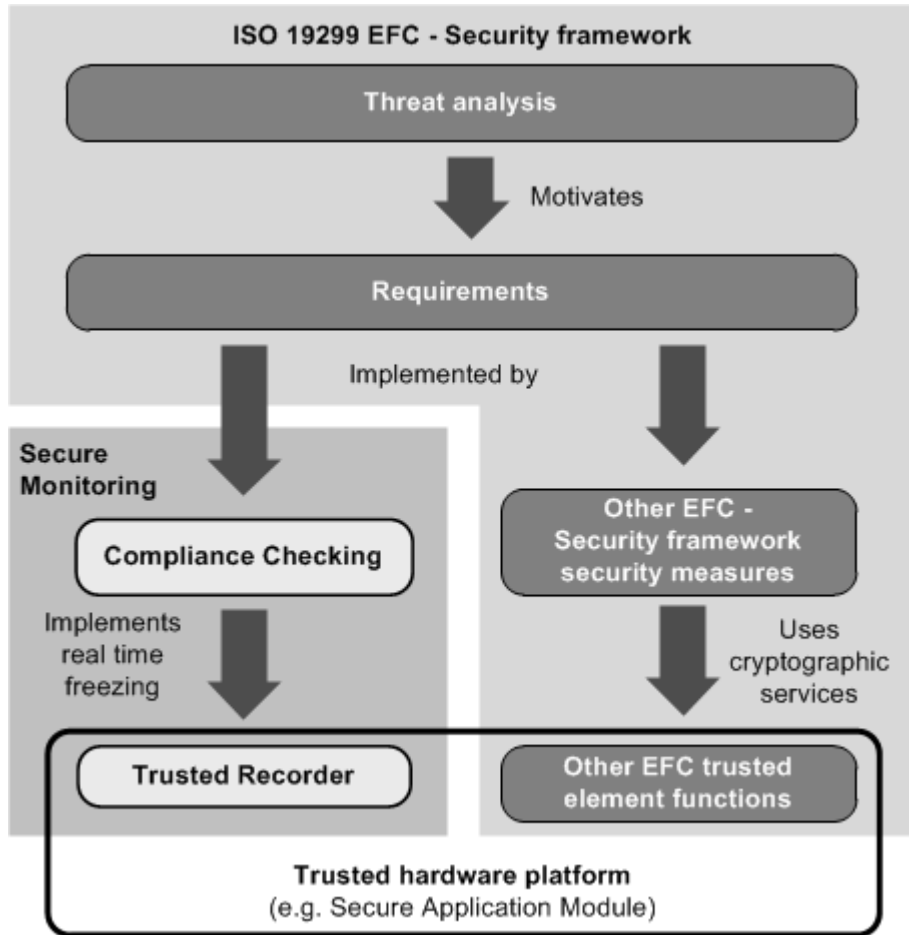 ISO 19299 EFC - Security framework
Threat analysis
Motivates
Requirements
Implemented by
Secure
Monitoring
Compliance Checking
Other EFC -
Security framework
security measures
Implements
real time
freezing
Uses
cryptographic
services
Trusted Recorder
Other EFC trusted
element functions
Trusted hardware platform
(e.g. Secure Application Module)